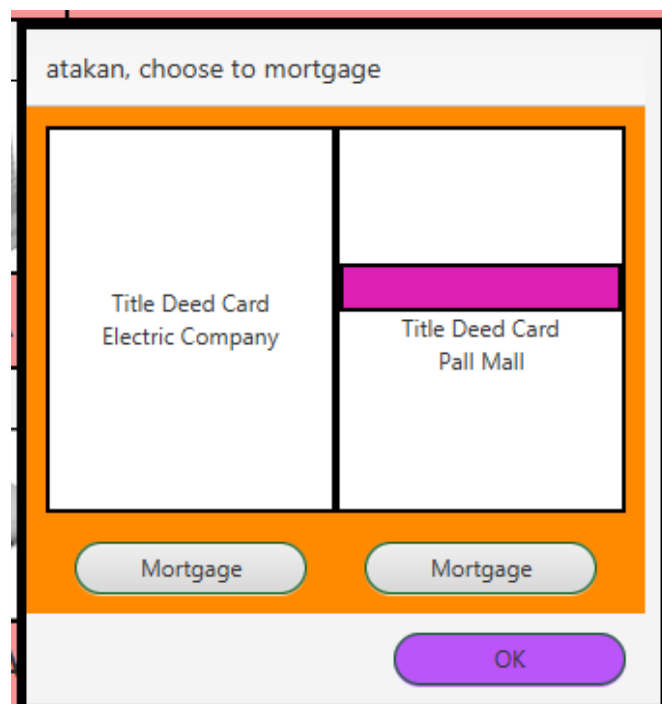 atakan, choose to mortgage
Title Deed Card
Electric Company
Title Deed Card
Pall Mall
Mortgage
Mortgage
OK